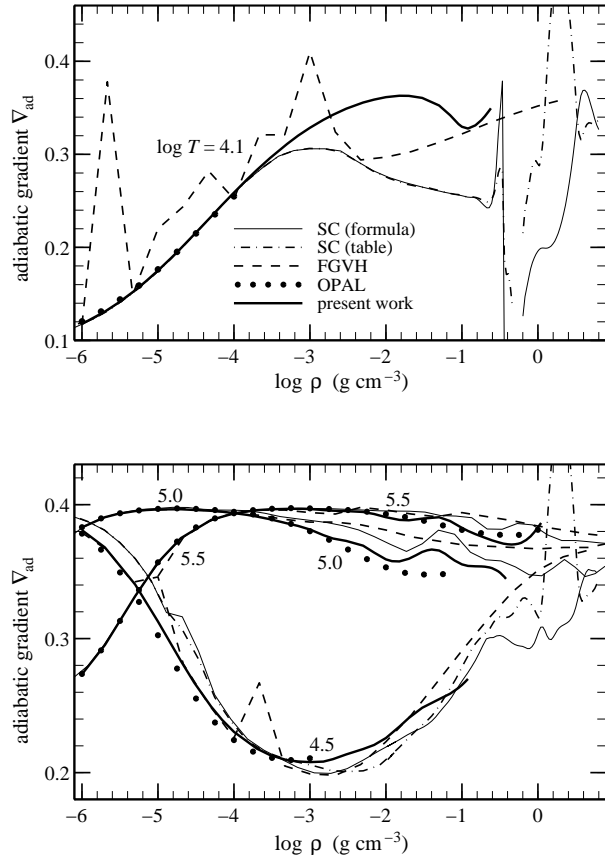 adiabatic gradient ∇ad
0.4
0.3
0.2
0.1
log T = 4.1
SC (formula)
SC (table)
FGVH
OPAL
present work
−6 −5 −4 −3 −2 −1 0
log ρ (g cm−3)
adiabatic gradient ∇ad
0.4
0.3
0.2
5.0
5.5
5.5
5.0
4.5
−6 −5 −4 −3 −2 −1 0
log ρ (g cm−3)